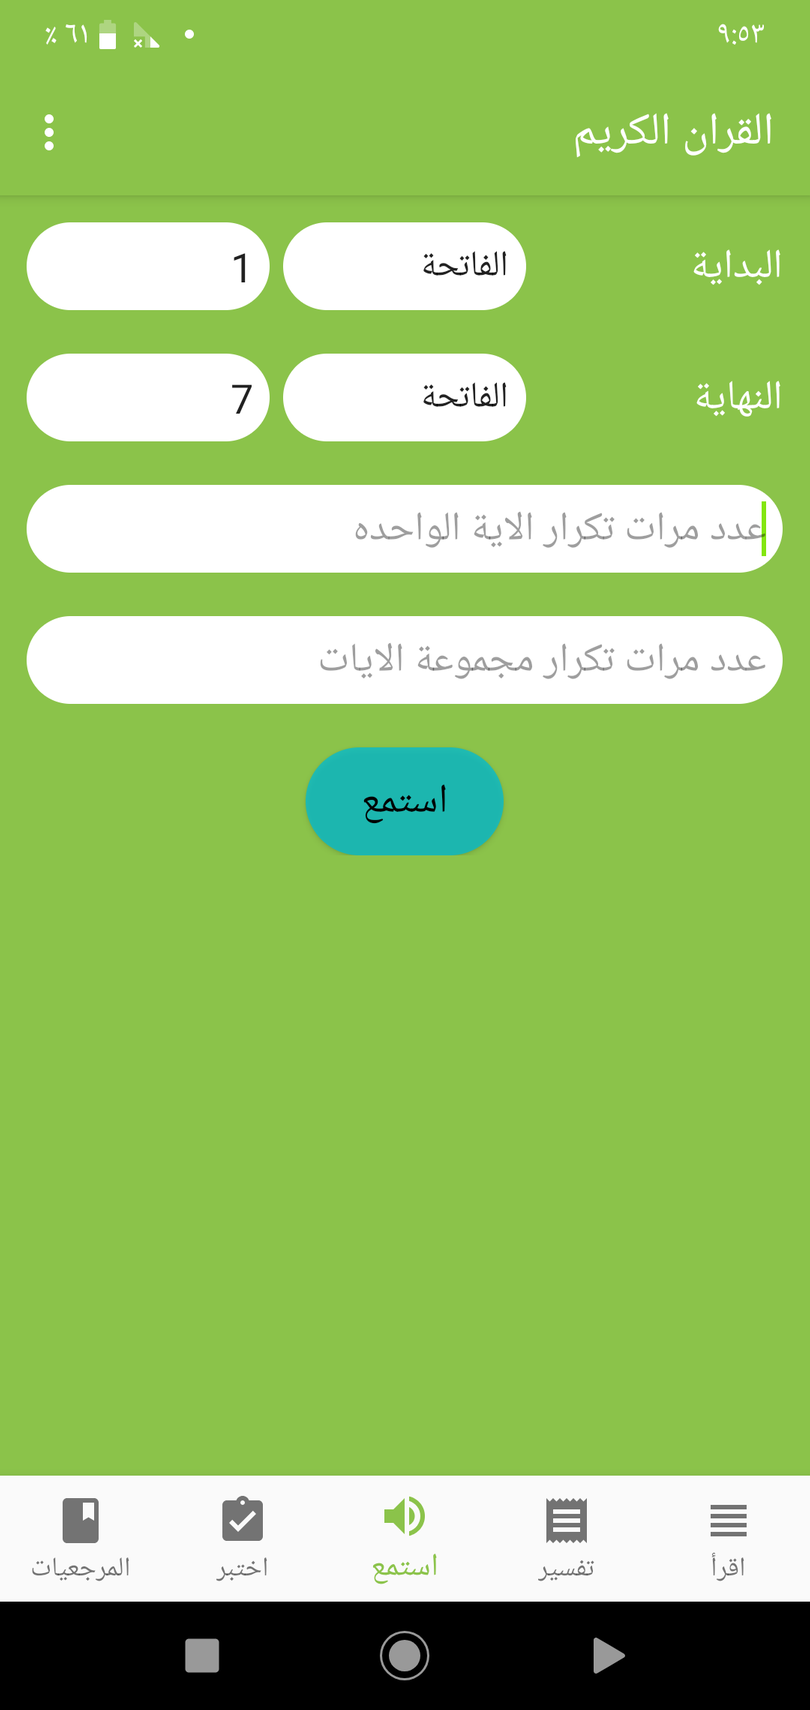 ٩:٥٣ ٦١ ٪
القران الكريم
البداية الفاتحة 1
النهاية الفاتحة 7
عدد مرات تكرار الاية الواحده
عدد مرات تكرار مجموعة الايات
استمع
اقرأ تفسير استمع اختبر المرجعيات